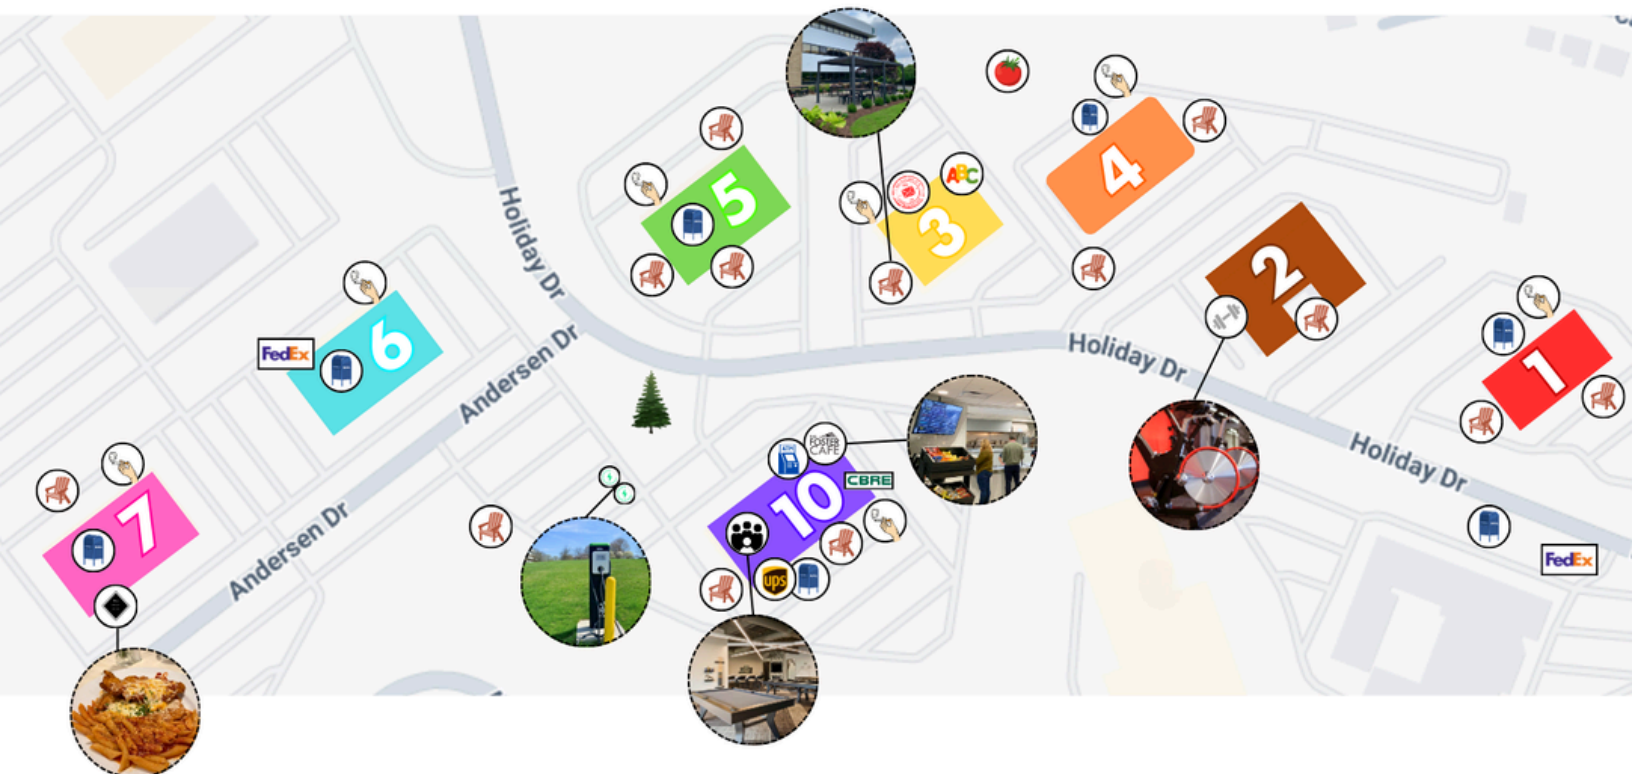 4
5
ABC
3
2
Holiday Dr
6
FedEx
1
Holiday Dr
Andersen Dr
Holiday Dr
FOSTER
CAFE
CBRE
10
7
Andersen Dr
ups
FedEx